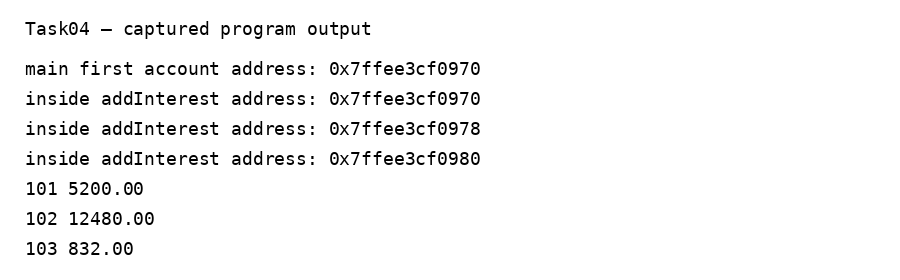 Task04 — captured program output
main first account address: 0x7ffee3cf0970
inside addInterest address: 0x7ffee3cf0970
inside addInterest address: 0x7ffee3cf0978
inside addInterest address: 0x7ffee3cf0980
101 5200.00
102 12480.00
103 832.00